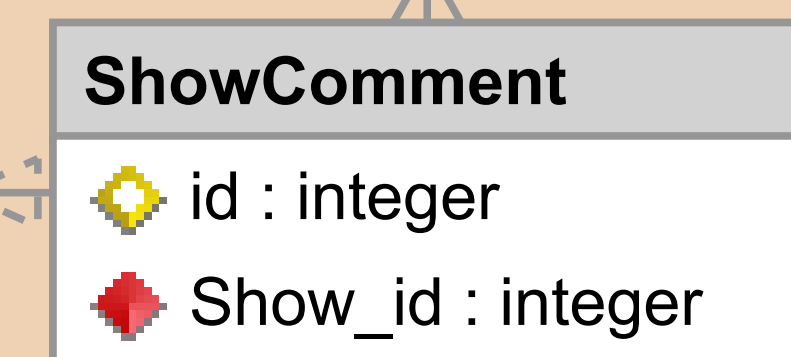 ShowComment
id : integer
Show_id : integer